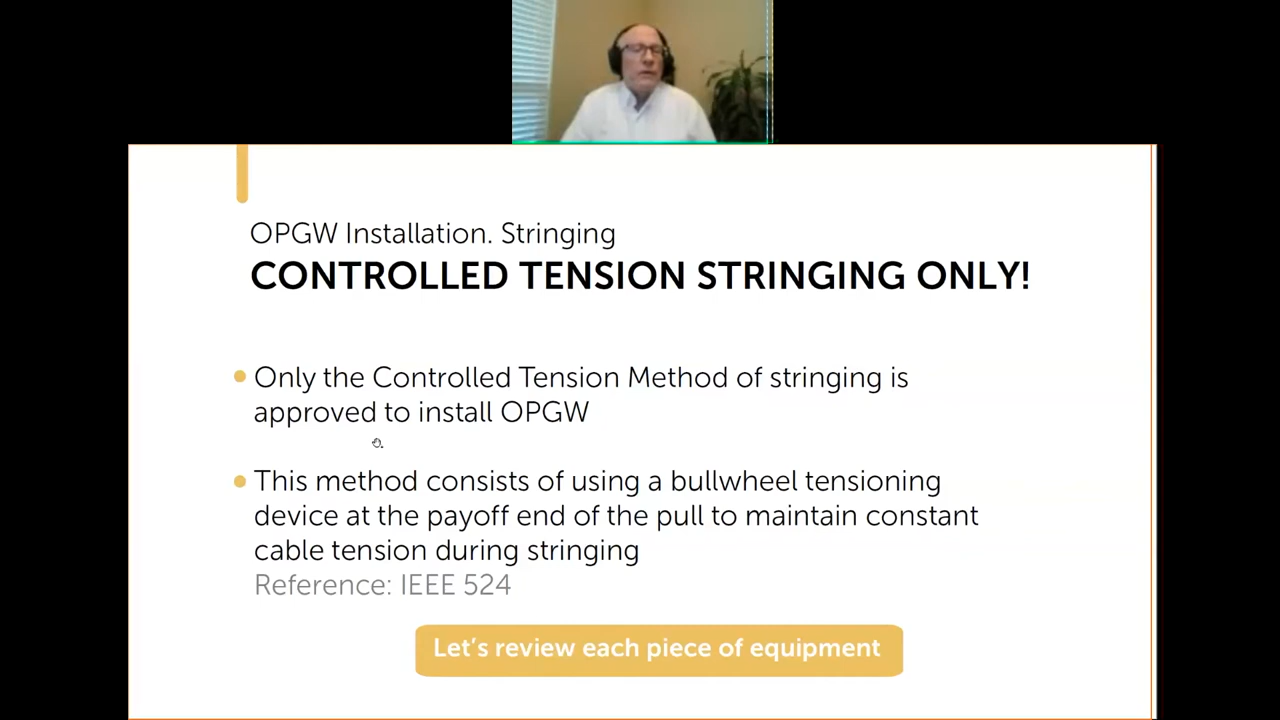 OPGW Installation. Stringing
CONTROLLED TENSION STRINGING ONLY!
Only the Controlled Tension Method of stringing is
approved to install OPGW
This method consists of using a bullwheel tensioning
device at the payoff end of the pull to maintain constant
cable tension during stringing
Reference: IEEE 524
Let's review each piece of equipment